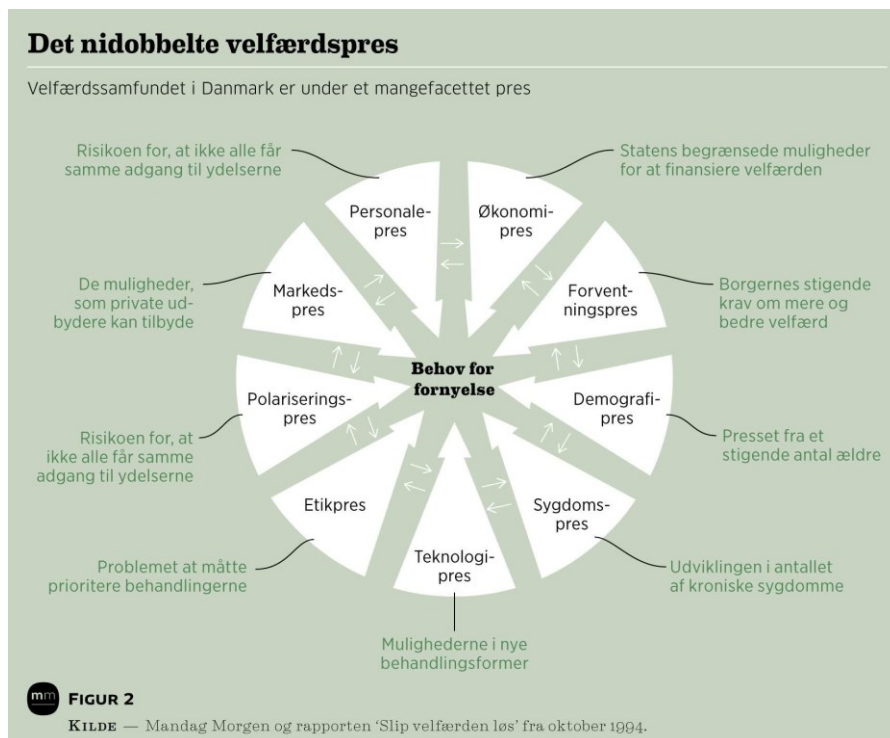 Det nidobbelte velfærdspres
Velfærdssamfundet i Danmark er under et mangefacettet pres
Risikoen for, at ikke alle får
samme adgang til ydelserne
Statens begrænsede muligheder
for at finansiere velfærden
Personale-
pres
Økonomi-
pres
De muligheder,
som private ud-
bydere kan tilbyde
Markeds-
pres
Forvent-
ningspres
Borgernes stigende
krav om mere og
bedre velfærd
Behov for
fornyelse
Polariserings-
pres
Demografi-
pres
Risikoen for, at
ikke alle får samme
adgang til ydelserne
Presset fra et
stigende antal ældre
Etikpres
Sygdoms-
pres
Teknologi-
pres
Problemet at måtte
prioritere behandlingerne
Udviklingen i antallet
af kroniske sygdomme
Mulighederne i nye
behandlingsformer
mm FIGUR 2
KILDE — Mandag Morgen og rapporten ‘Slip velfærden løs’ fra oktober 1994.